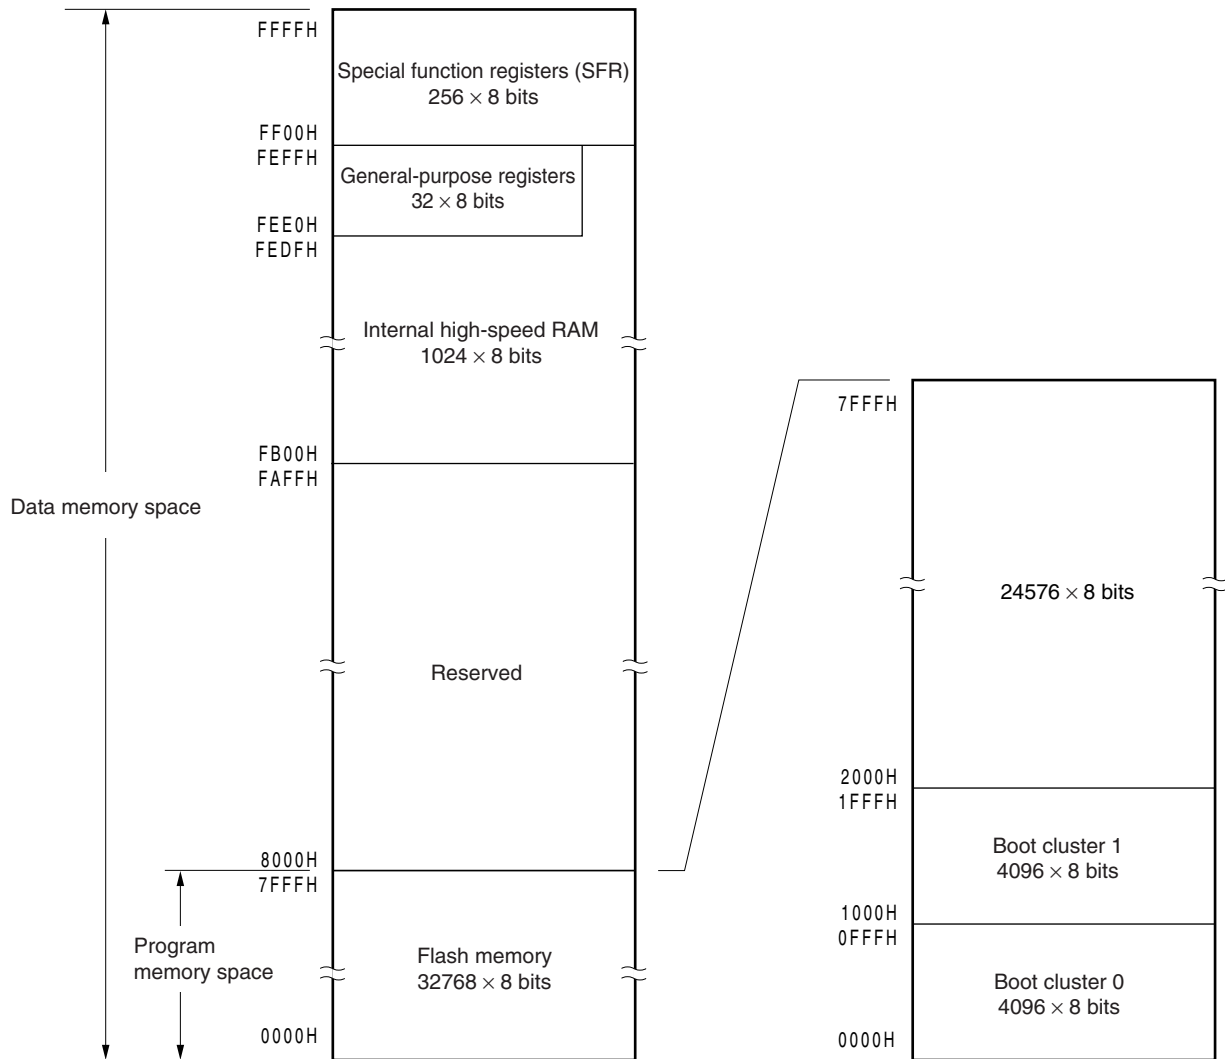 FFFFH
Special function registers (SFR)
256 × 8 bits
FF00H
FEFFH
General-purpose registers
32 × 8 bits
FEE0H
FEDFH
Internal high-speed RAM
1024 × 8 bits
FB00H
FAFFH
Data memory space
Reserved
8000H
7FFFH
Program
memory space
Flash memory
32768 × 8 bits
0000H
7FFFH
24576 × 8 bits
2000H
1FFFH
Boot cluster 1
4096 × 8 bits
1000H
0FFFH
Boot cluster 0
4096 × 8 bits
0000H